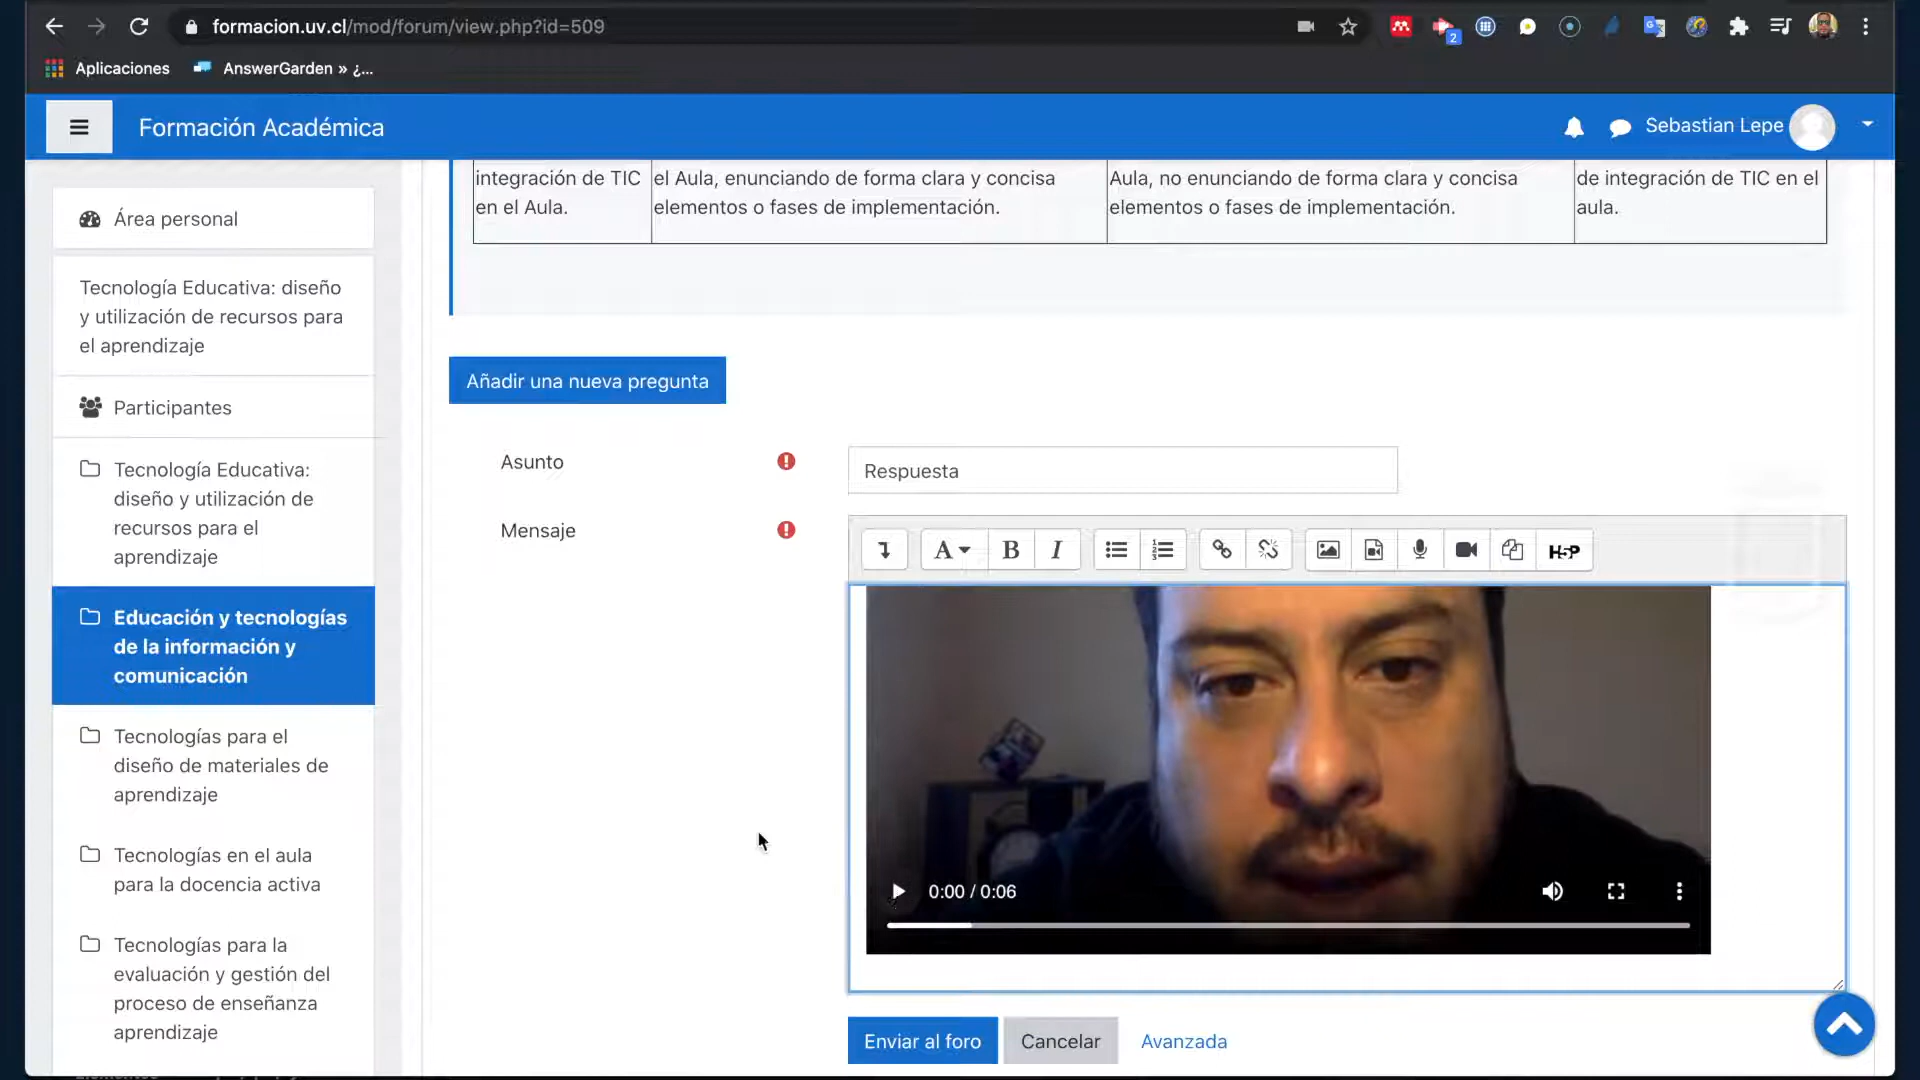 formacion.uv.cl/mod/forum/view.php?id=509
2
Aplicaciones
AnswerGarden » ¿...
Formación Académica
Sebastian Lepe
Área personal
Tecnología Educativa: diseño
y utilización de recursos para
el aprendizaje
Participantes
Tecnología Educativa:
diseño y utilización de
recursos para el
aprendizaje
Educación y tecnologías
de la información y
comunicación
Tecnologías para el
diseño de materiales de
aprendizaje
Tecnologías en el aula
para la docencia activa
Tecnologías para la
evaluación y gestión del
proceso de enseñanza
aprendizaje
integración de TIC
en el Aula.
el Aula, enunciando de forma clara y concisa
elementos o fases de implementación.
Aula, no enunciando de forma clara y concisa
elementos o fases de implementación.
de integración de TIC en el
aula.
Añadir una nueva pregunta
Asunto
Respuesta
Mensaje
A B I
H5P
0:00 / 0:06
Enviar al foro
Cancelar
Avanzada